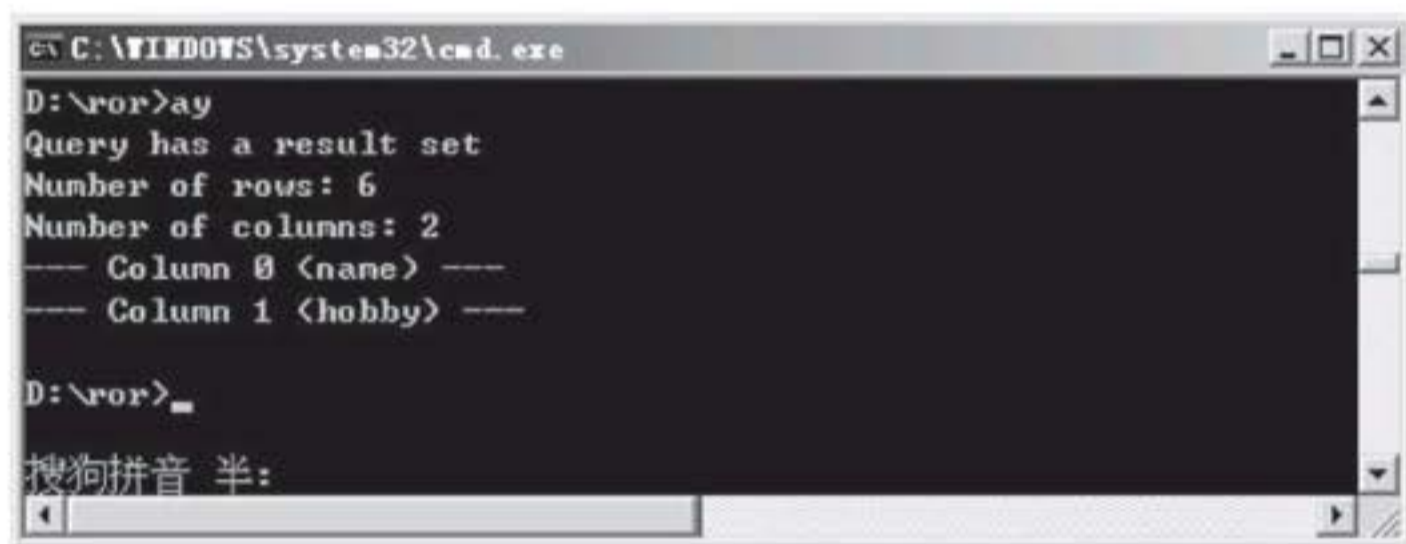 C:\WINDOWS\system32\cmd.exe
D:\ror>ay
Query has a result set
Number of rows: 6
Number of columns: 2
--- Column 0 (name) ---
--- Column 1 (hobby) ---
D:\ror>_
搜狗拼音 半: